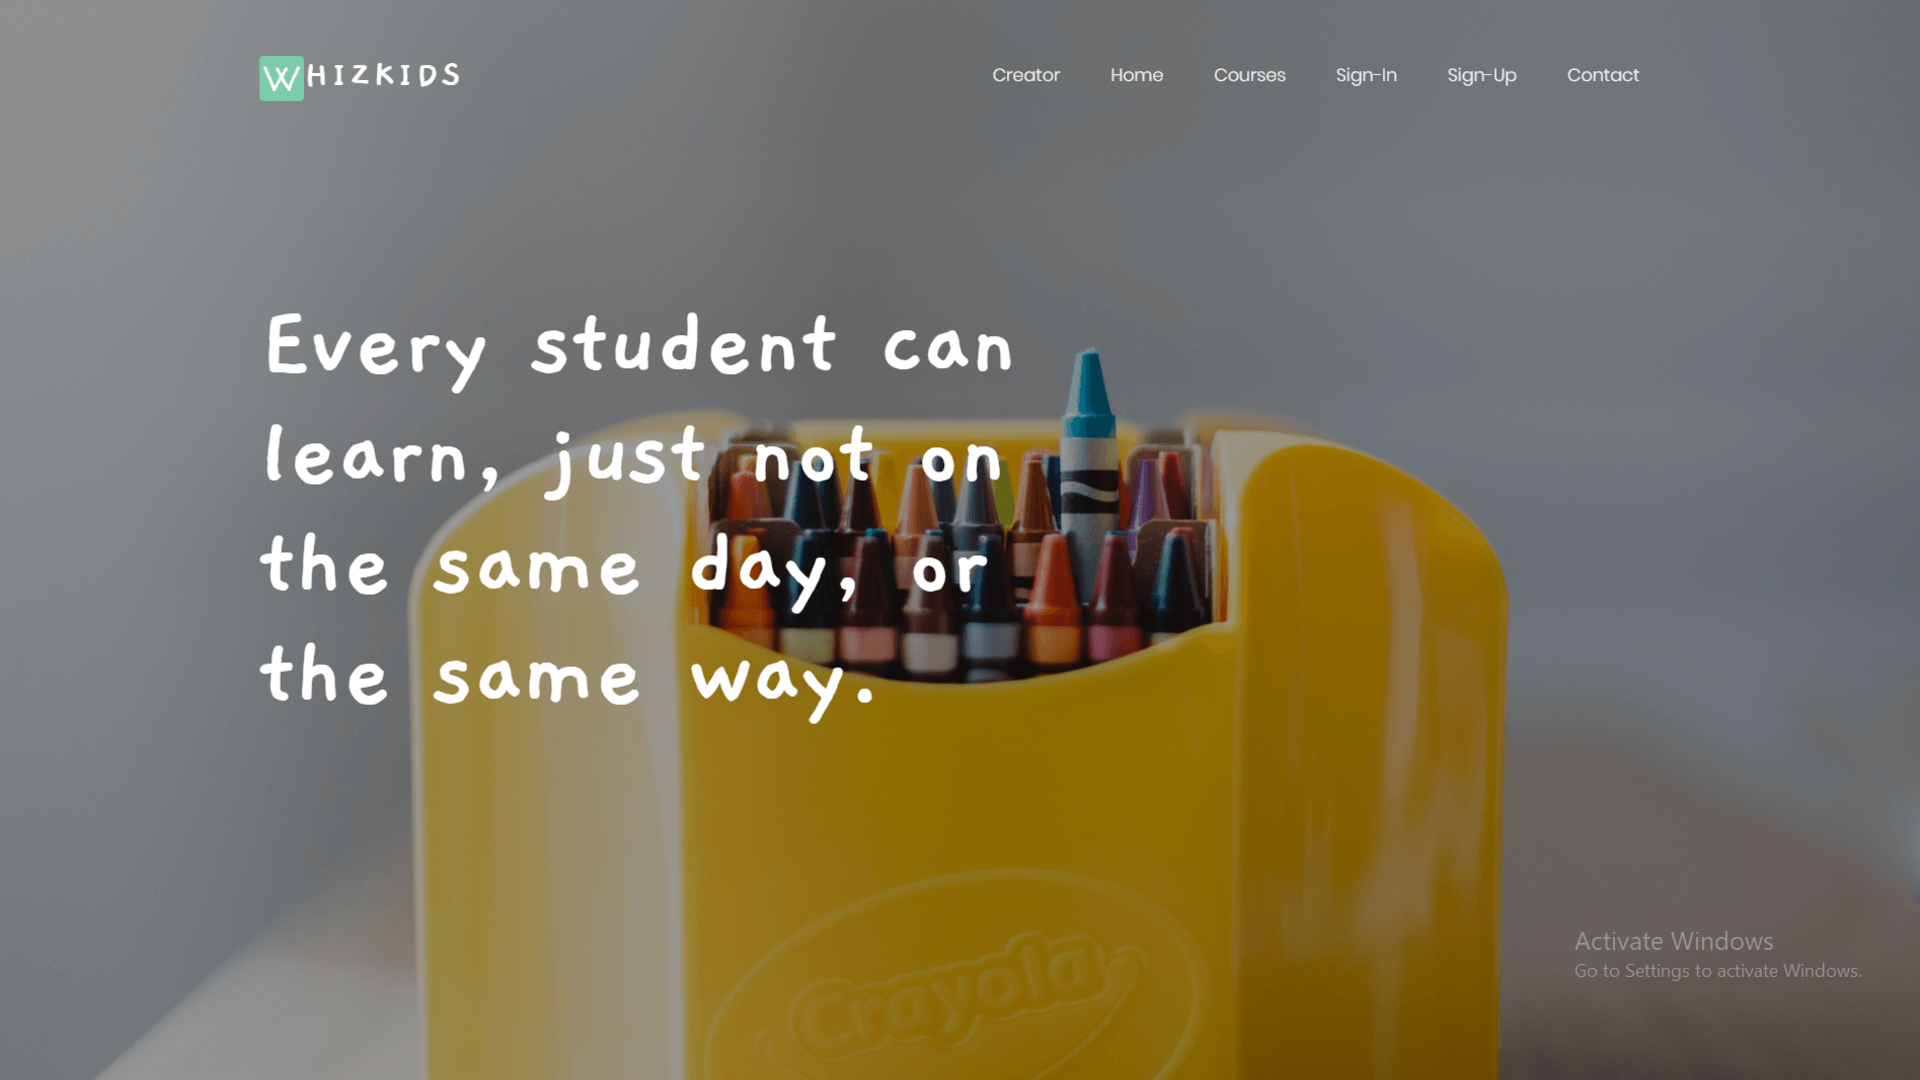 WHIZKIDS
Creator Home Courses Sign-In Sign-Up Contact
Every student can
learn, just not on
the same day, or
the same way.
Crayola
Activate Windows
Go to Settings to activate Windows.